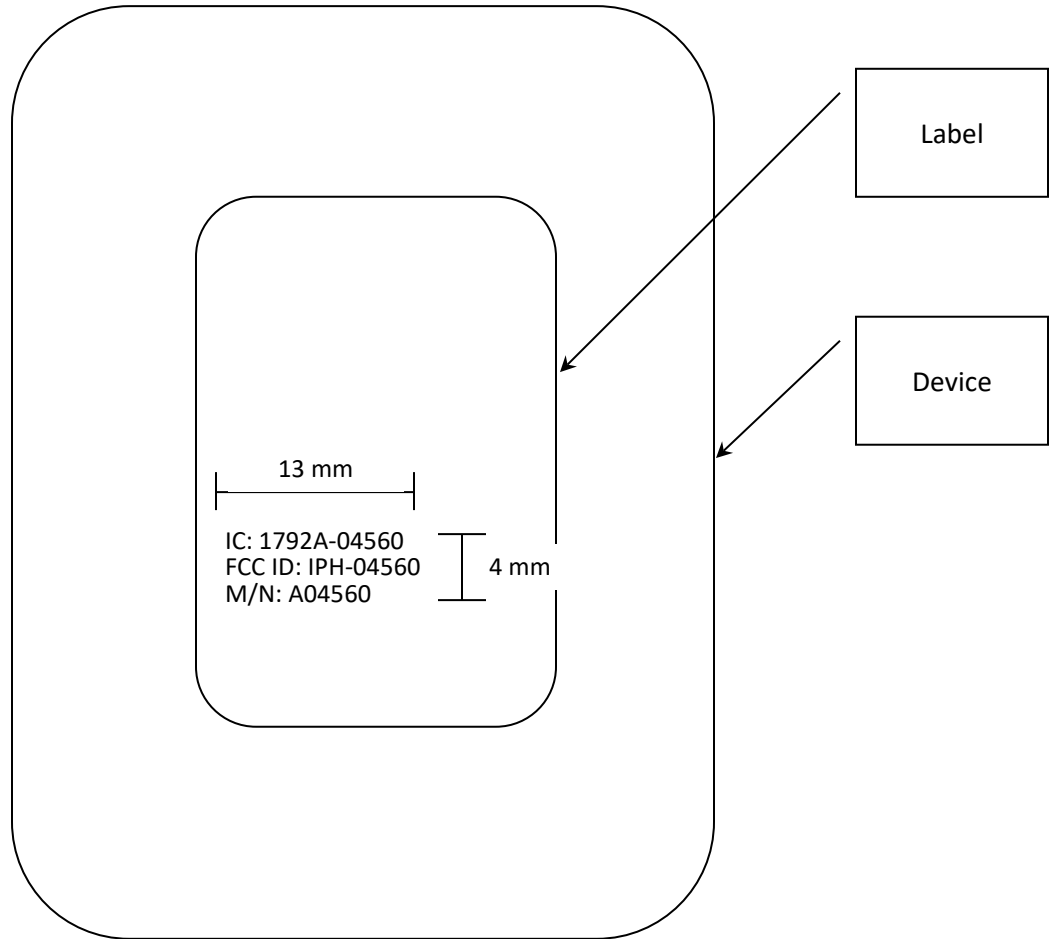 Label
Device
13 mm
IC: 1792A-04560
FCC ID: IPH-04560
M/N: A04560
4 mm